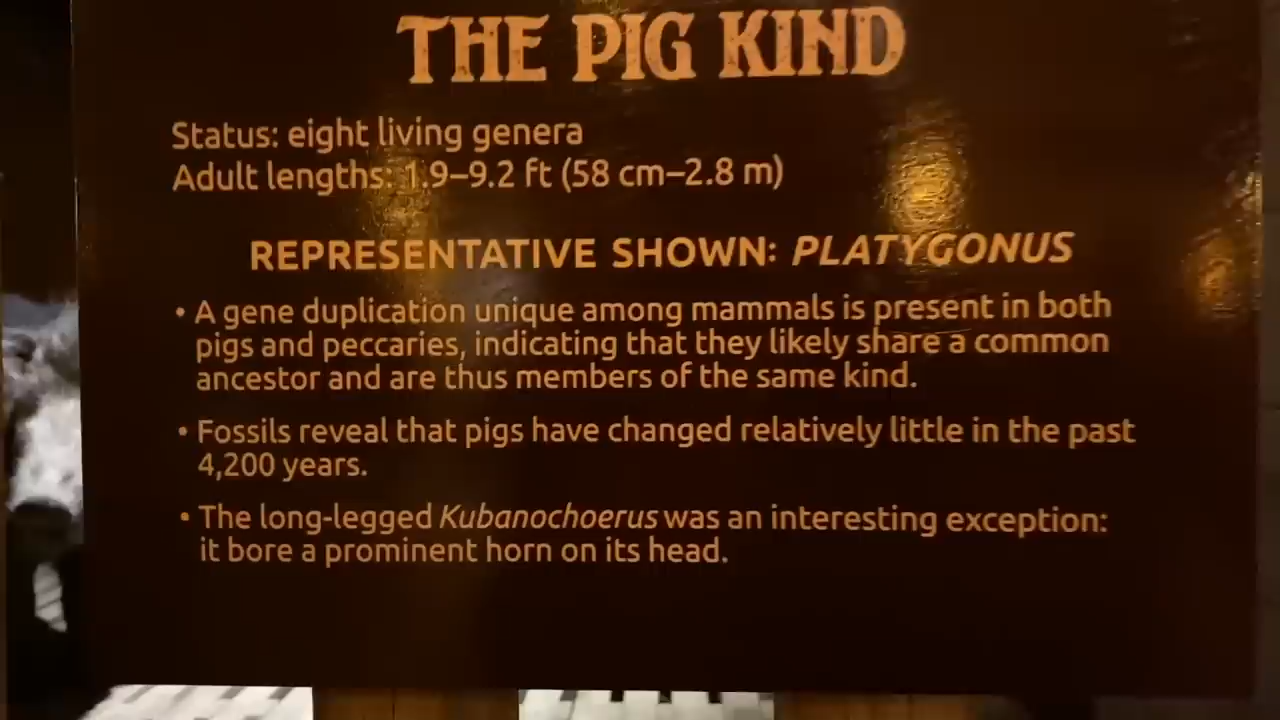 THE PIG KIND
Status: eight living genera
Adult lengths: 1.9–9.2 ft (58 cm–2.8 m)
REPRESENTATIVE SHOWN: PLATYGONUS
• A gene duplication unique among mammals is present in both
pigs and peccaries, indicating that they likely share a common
ancestor and are thus members of the same kind.
• Fossils reveal that pigs have changed relatively little in the past
4,200 years.
• The long-legged Kubanochoerus was an interesting exception:
it bore a prominent horn on its head.